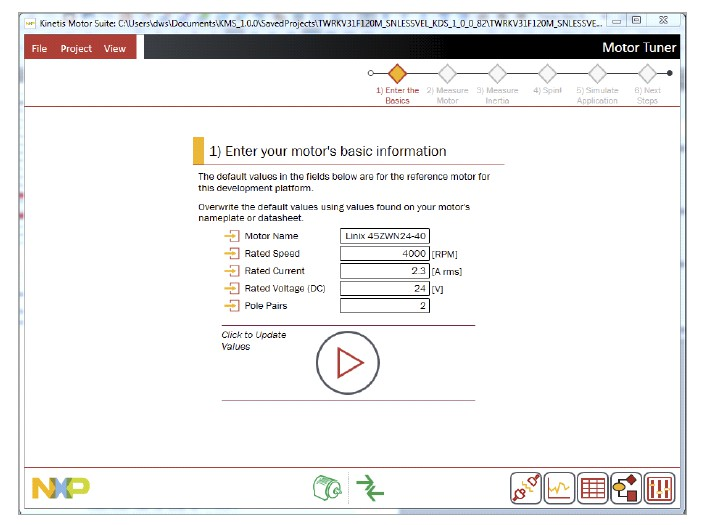 Kinetis Motor Suite: C:\Users\dws\Documents\KMS_1.0.0\SavedProjects\TWRKV31F120M_SNLESSVEL_KDS_1_0_0_82\TWRKV31F120M_SNLESSVE...
File Project View
Motor Tuner
1) Enter the Basics
2) Measure Motor
3) Measure Inertia
4) Spin!
5) Simulate Application
6) Next Steps
1) Enter your motor's basic information
The default values in the fields below are for the reference motor for
this development platform.
Overwrite the default values using values found on your motor's
nameplate or datasheet.
Motor Name Linix 45ZWN24-40
Rated Speed 4000 [RPM]
Rated Current 2.3 [A rms]
Rated Voltage (DC) 24 [V]
Pole Pairs 2
Click to Update
Values
NXP